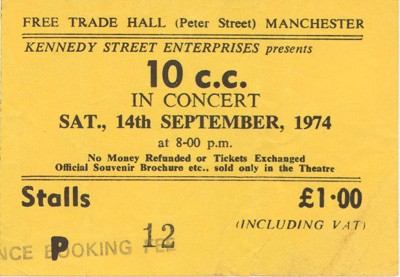 FREE TRADE HALL (Peter Street) MANCHESTER
KENNEDY STREET ENTERPRISES presents
10 c.c.
IN CONCERT
SAT., 14th SEPTEMBER, 1974
at 8-00 p.m.
No Money Refunded or Tickets Exchanged
Official Souvenir Brochure etc., sold only in the Theatre
Stalls £1·00
(INCLUDING VAT)
P 12
NCE BOOKING FEE